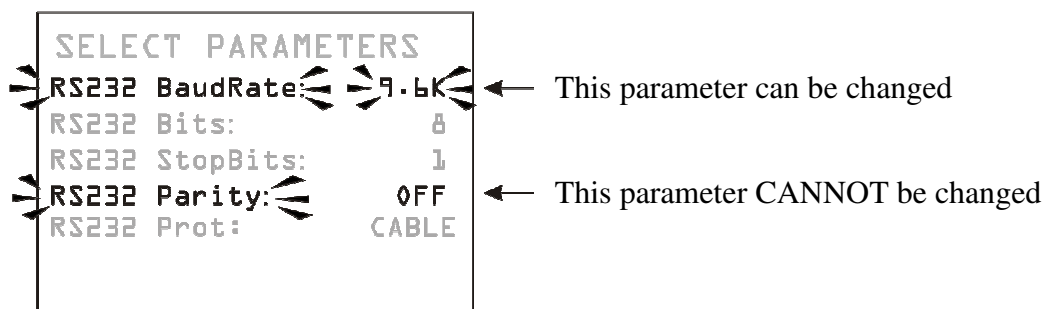 SELECT PARAMETERS
RS232 BaudRate: 9.6K This parameter can be changed
RS232 Bits: 8
RS232 StopBits: 1
RS232 Parity: OFF This parameter CANNOT be changed
RS232 Prot: CABLE